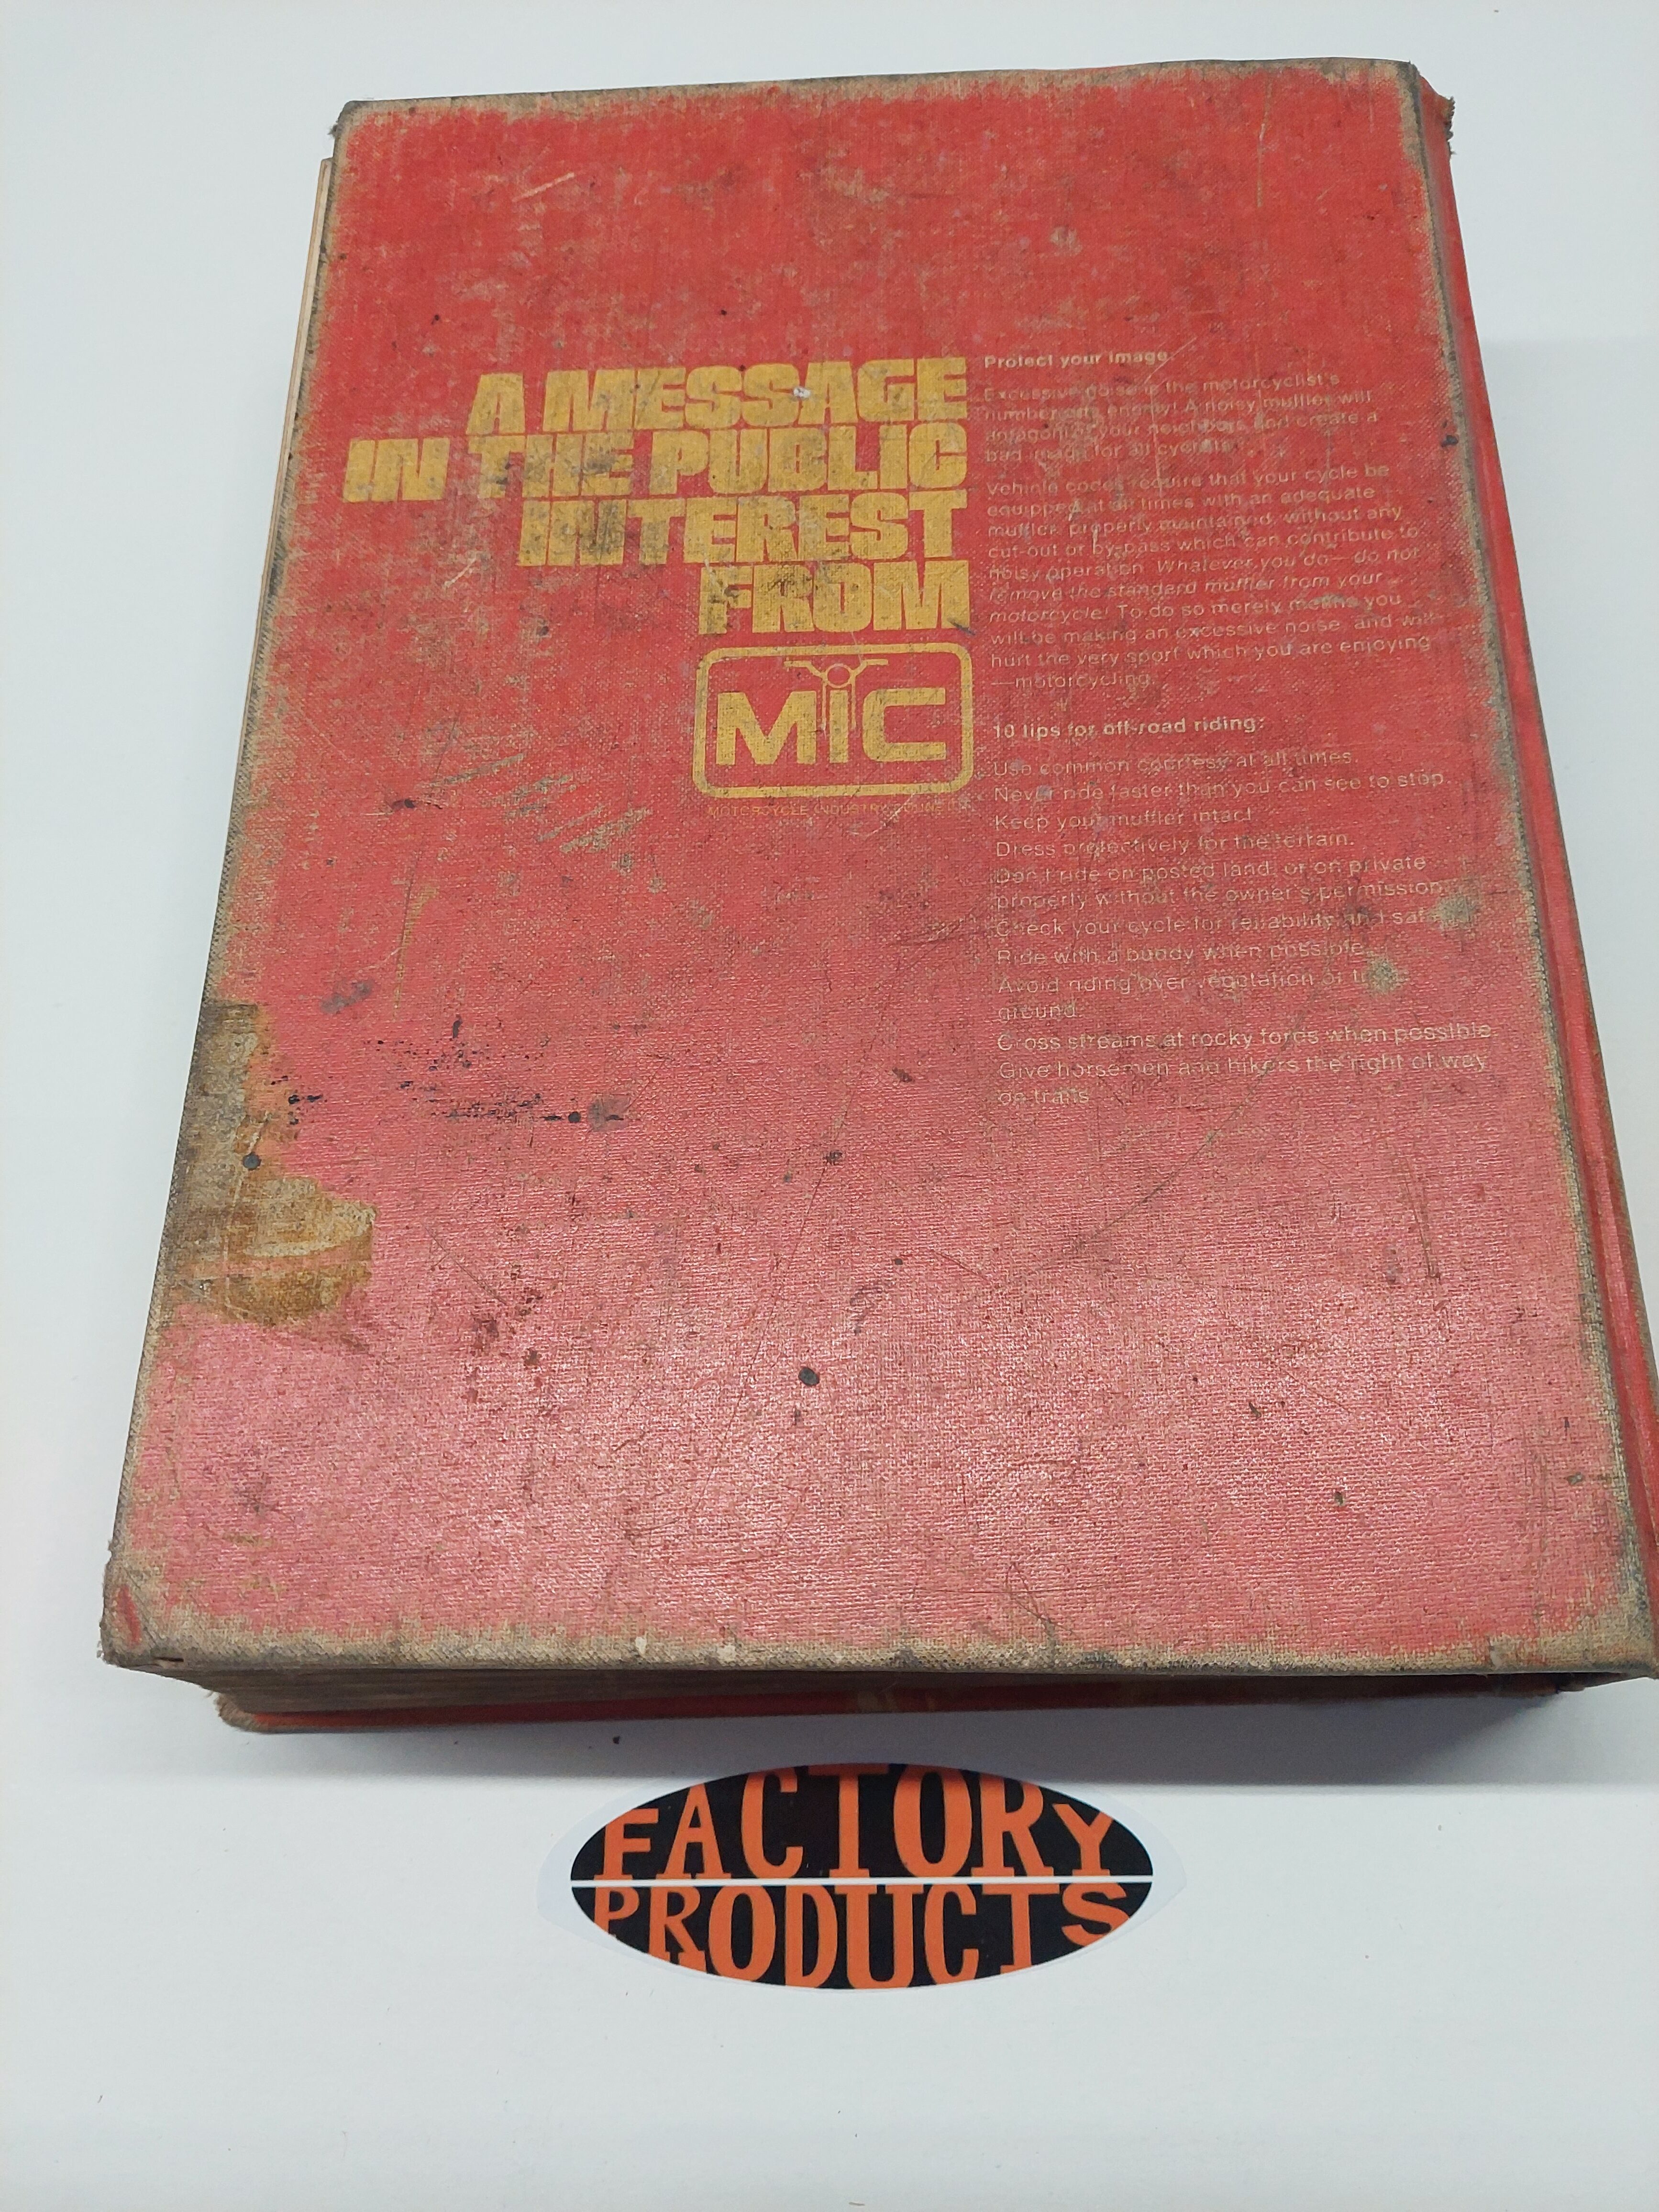 A MESSAGE
IN THE PUBLIC
INTEREST
FROM
MIC
MOTORCYCLE INDUSTRY COUNCIL
Protect your image:
Excessive noise is the motorcyclist's
number one enemy! A noisy muffler will
antagonize your neighbors and create a
bad image for all cyclists.
Vehicle codes require that your cycle be
equipped at all times with an adequate
muffler, properly maintained, without any
cut-out or by-pass which can contribute to
noisy operation. Whatever you do—do not
remove the standard muffler from your
motorcycle! To do so merely means you
will be making an excessive noise, and will
hurt the very sport which you are enjoying
—motorcycling.
10 tips for off-road riding:
Use common courtesy at all times.
Never ride faster than you can see to stop.
Keep your muffler intact.
Dress protectively for the terrain.
Don't ride on posted land, or on private
property without the owner's permission.
Check your cycle for reliability and
Ride with a buddy when possible.
Avoid riding over vegetation or
ground.
Cross streams at rocky fords when possible.
Give horsemen and hikers the right of way
on trails.
FACTORY
PRODUCTS